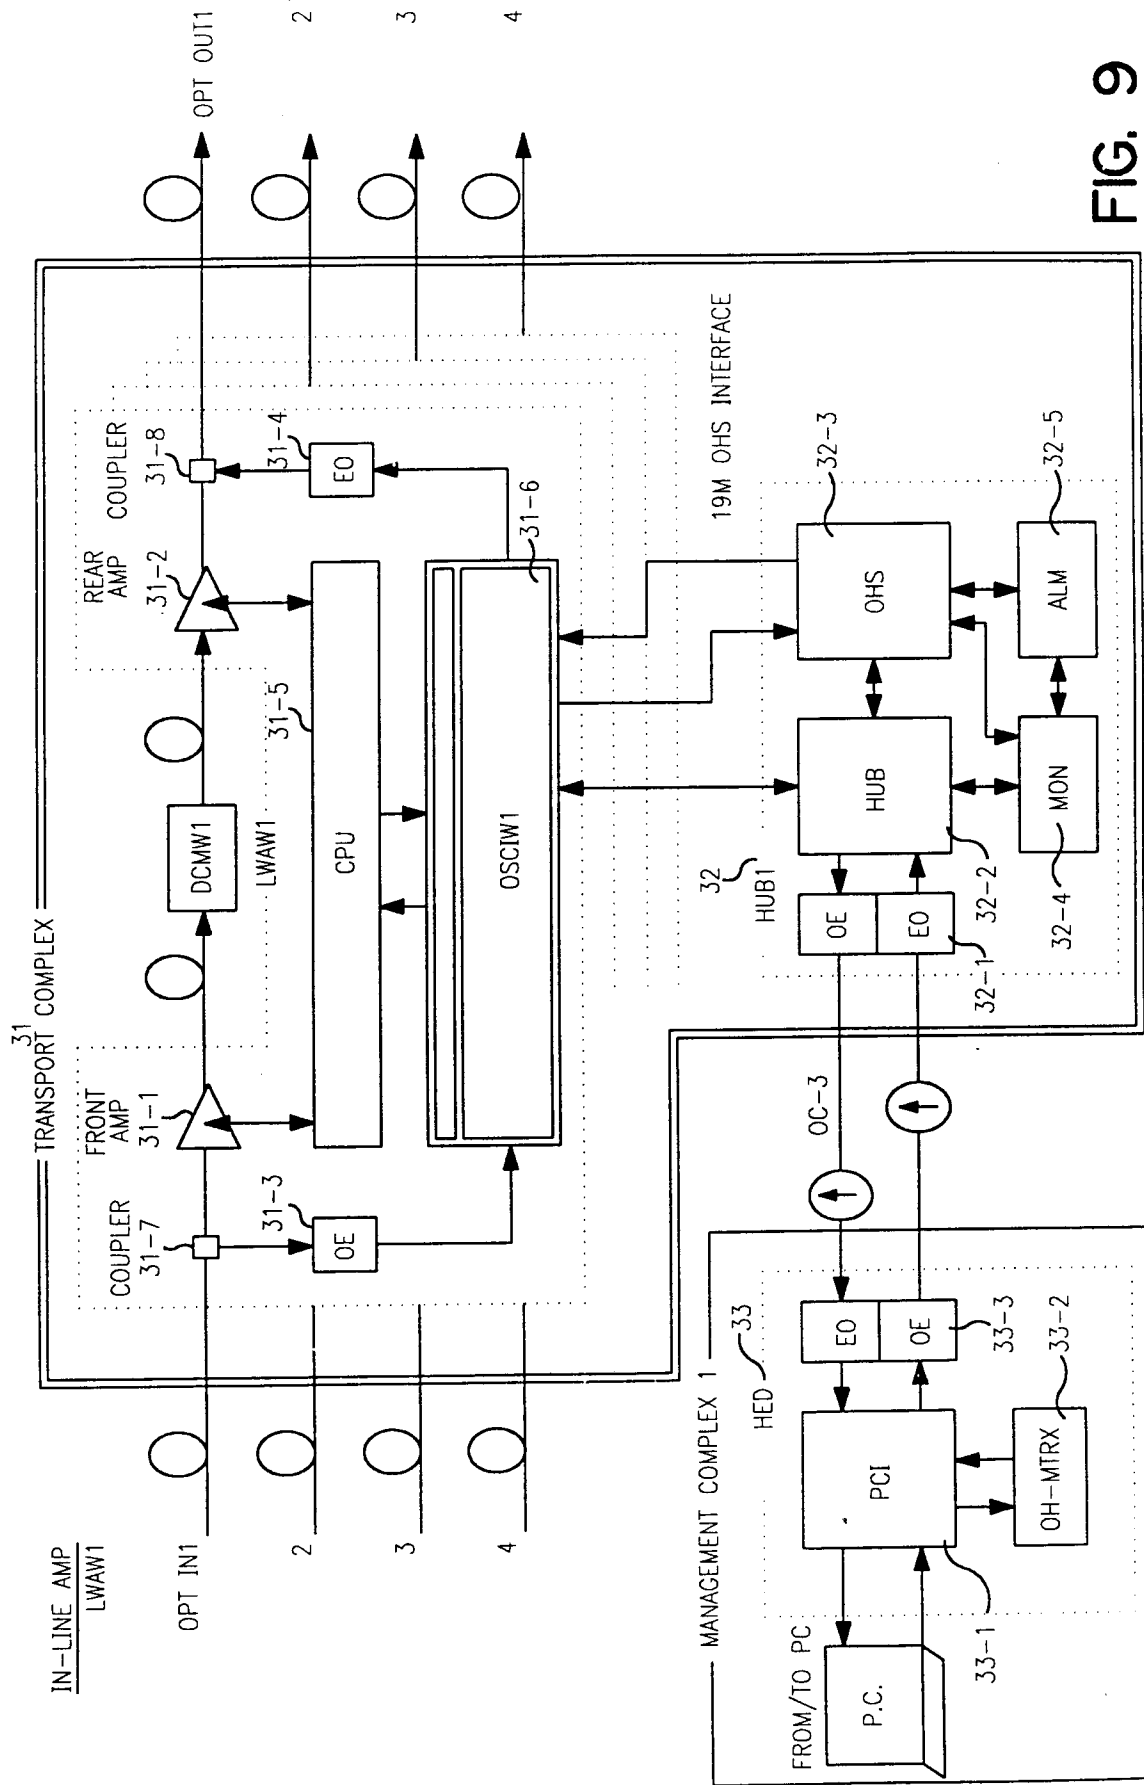 IN-LINE AMP
LWAW1
31
TRANSPORT COMPLEX
OPT IN1
2
3
4
COUPLER
31-7
FRONT
AMP
31-1
DCMW1
LWAW1
REAR
AMP
31-2
COUPLER
31-8
OPT OUT1
2
3
4
OE
31-3
CPU
31-5
EO
31-4
OSCIW1
31-6
19M OHS INTERFACE
32
HUB1
OE
EO
32-1
HUB
32-2
OHS
32-3
MON
32-4
ALM
32-5
OC-3
MANAGEMENT COMPLEX 1
FROM/TO PC
P.C.
HED
33
PCI
33-1
EO
OE
33-3
OH-MTRX
33-2
FIG. 9